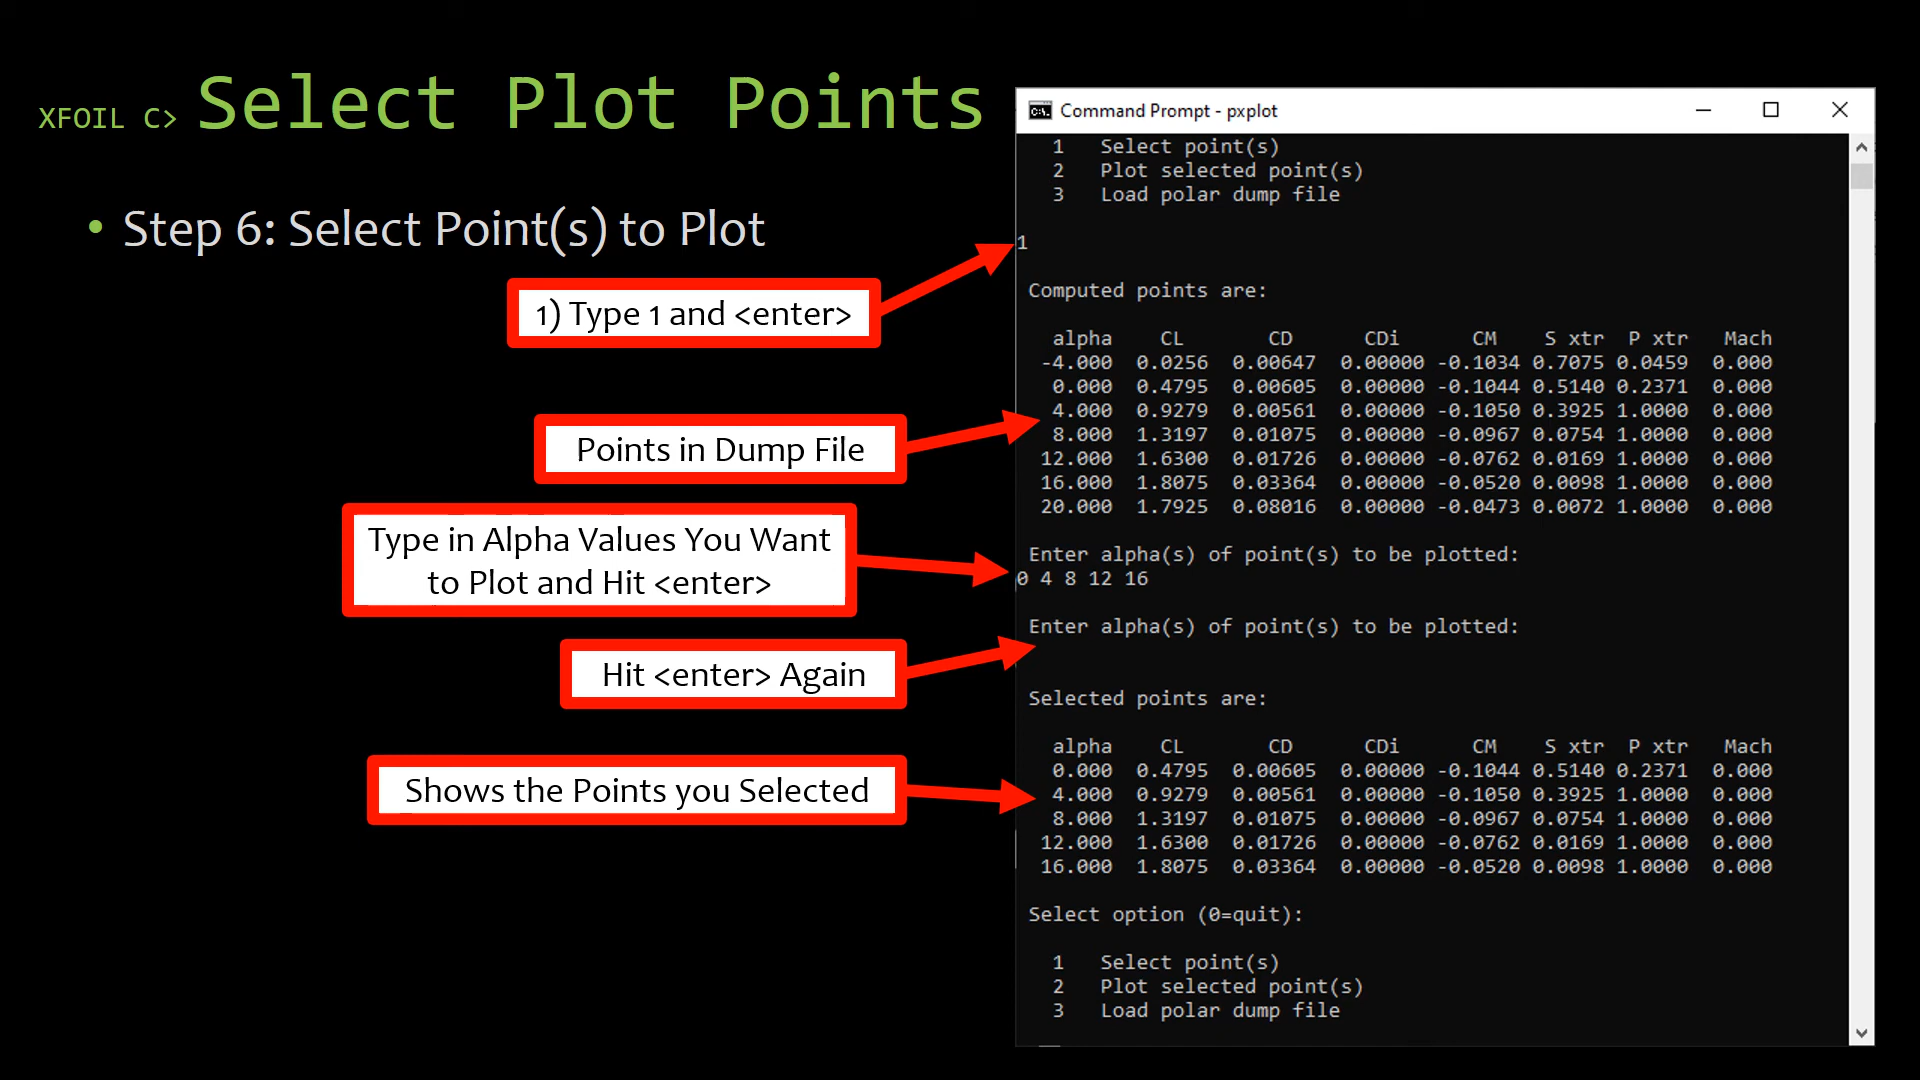 XFOIL C> Select Plot Points
• Step 6: Select Point(s) to Plot
1) Type 1 and <enter>
Points in Dump File
Type in Alpha Values You Want
to Plot and Hit <enter>
Hit <enter> Again
Shows the Points you Selected
Command Prompt - pxplot
1 Select point(s)
2 Plot selected point(s)
3 Load polar dump file
1
Computed points are:
alpha CL CD CDi CM S xtr P xtr Mach
-4.000 0.0256 0.00647 0.00000 -0.1034 0.7075 0.0459 0.000
0.000 0.4795 0.00605 0.00000 -0.1044 0.5140 0.2371 0.000
4.000 0.9279 0.00561 0.00000 -0.1050 0.3925 1.0000 0.000
8.000 1.3197 0.01075 0.00000 -0.0967 0.0754 1.0000 0.000
12.000 1.6300 0.01726 0.00000 -0.0762 0.0169 1.0000 0.000
16.000 1.8075 0.03364 0.00000 -0.0520 0.0098 1.0000 0.000
20.000 1.7925 0.08016 0.00000 -0.0473 0.0072 1.0000 0.000
Enter alpha(s) of point(s) to be plotted:
0 4 8 12 16
Enter alpha(s) of point(s) to be plotted:
Selected points are:
alpha CL CD CDi CM S xtr P xtr Mach
0.000 0.4795 0.00605 0.00000 -0.1044 0.5140 0.2371 0.000
4.000 0.9279 0.00561 0.00000 -0.1050 0.3925 1.0000 0.000
8.000 1.3197 0.01075 0.00000 -0.0967 0.0754 1.0000 0.000
12.000 1.6300 0.01726 0.00000 -0.0762 0.0169 1.0000 0.000
16.000 1.8075 0.03364 0.00000 -0.0520 0.0098 1.0000 0.000
Select option (0=quit):
1 Select point(s)
2 Plot selected point(s)
3 Load polar dump file